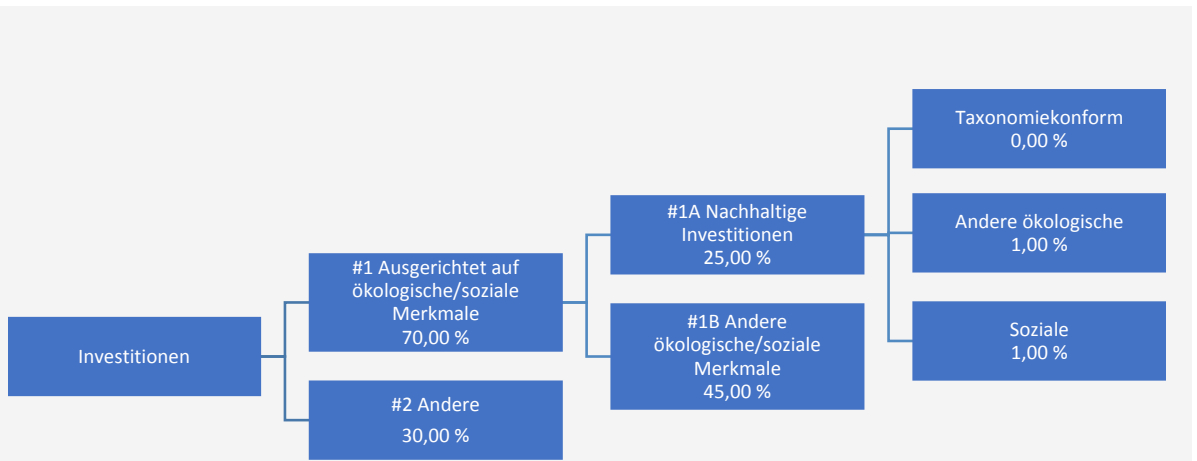 Investitionen
#1 Ausgerichtet auf
ökologische/soziale
Merkmale
70,00 %
#2 Andere
30,00 %
#1A Nachhaltige
Investitionen
25,00 %
#1B Andere
ökologische/soziale
Merkmale
45,00 %
Taxonomiekonform
0,00 %
Andere ökologische
1,00 %
Soziale
1,00 %